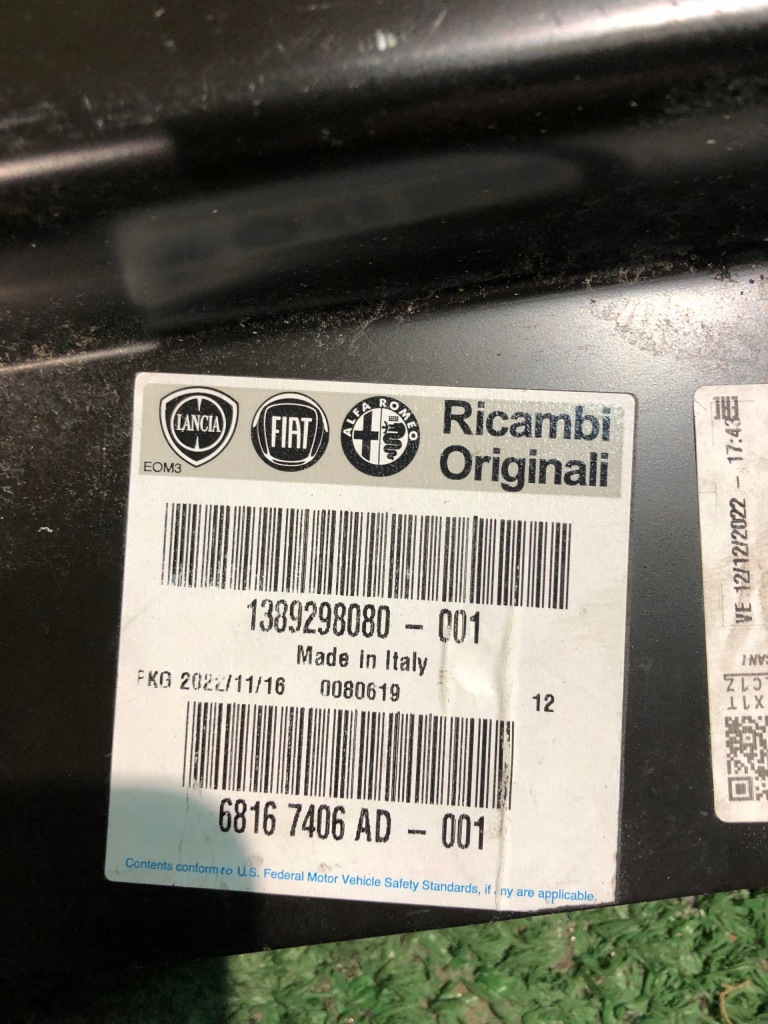 LANCIA
FIAT
ALFA ROMEO
Ricambi
Originali
EOM3
1389298080 - 001
Made in Italy
PKG 2022/11/16 0080619
12
6816 7406 AD - 001
Contents conform to U.S. Federal Motor Vehicle Safety Standards, if any are applicable.
VE 12/12/2022 - 17:43